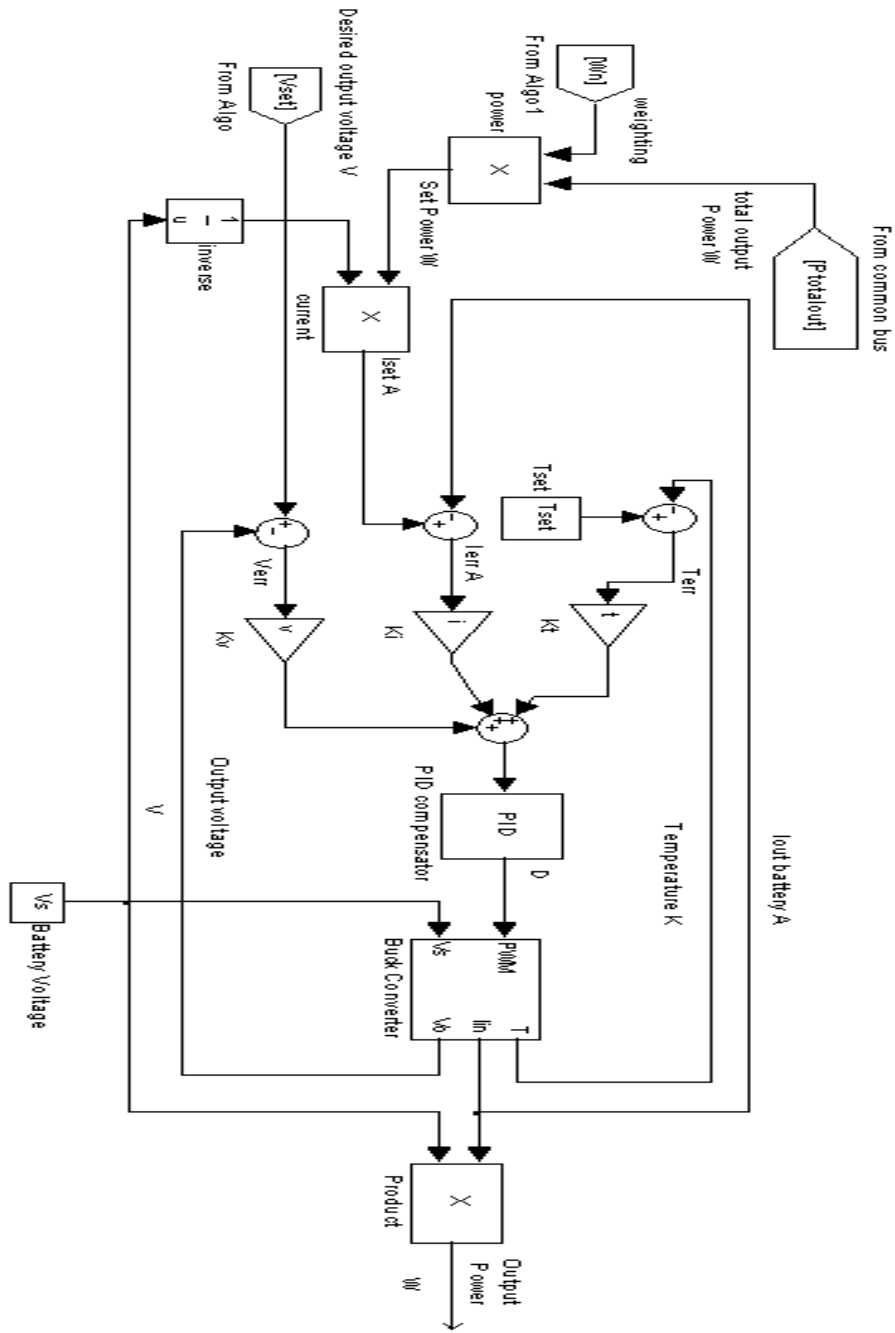 From common bus
[Ptotalout]
total output
Power W
weighting
[Wn]
From Algo1
X
power
Set Power W
Desired output voltage V
[Vset]
From Algo
1
–
u
inverse
X
current
Iset A
Iout battery A
Temperature K
-
+
Tset
Tset
Terr
t
Kt
-
+
Ierr A
i
Ki
+
-
Verr
v
Kv
+
+
+
PID
PID compensator
D
PWM
Vs
T
Iin
Vo
Buck Converter
Output voltage
V
Vs
Battery Voltage
X
Product
Output
Power
W